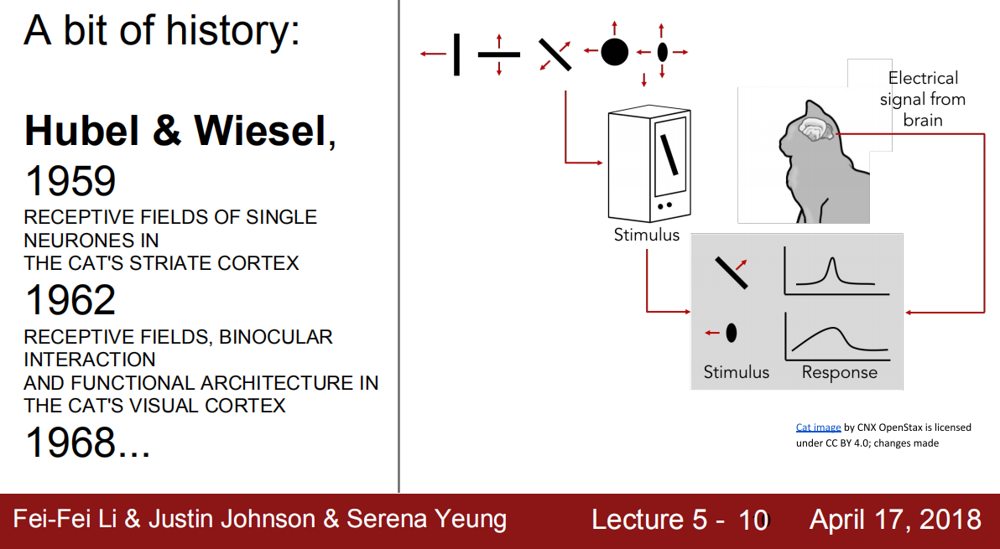 A bit of history:
Hubel & Wiesel,
1959
RECEPTIVE FIELDS OF SINGLE
NEURONES IN
THE CAT'S STRIATE CORTEX
1962
RECEPTIVE FIELDS, BINOCULAR
INTERACTION
AND FUNCTIONAL ARCHITECTURE IN
THE CAT'S VISUAL CORTEX
1968...
Electrical
signal from
brain
Stimulus
Stimulus Response
Cat image by CNX OpenStax is licensed
under CC BY 4.0; changes made
Fei-Fei Li & Justin Johnson & Serena Yeung Lecture 5 - 10 April 17, 2018